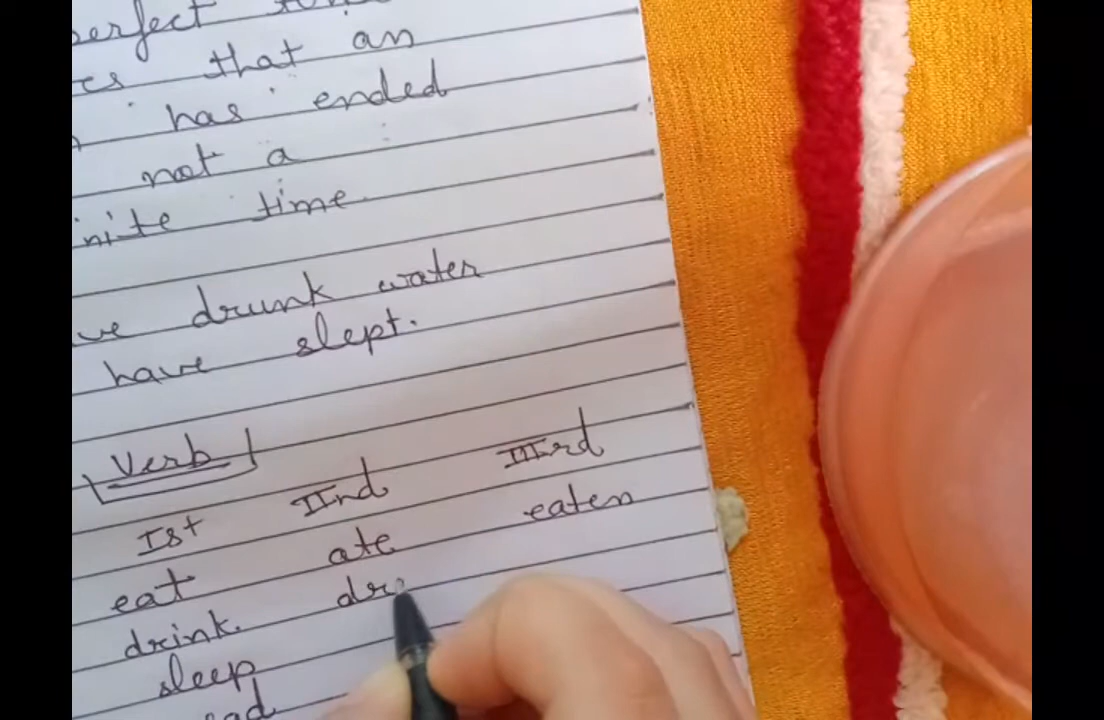 perfect
that an
has ended
not a
time.
drunk water
have slept.
Verb
Ist IInd IIIrd
eat ate eaten
drink. dr
sleep